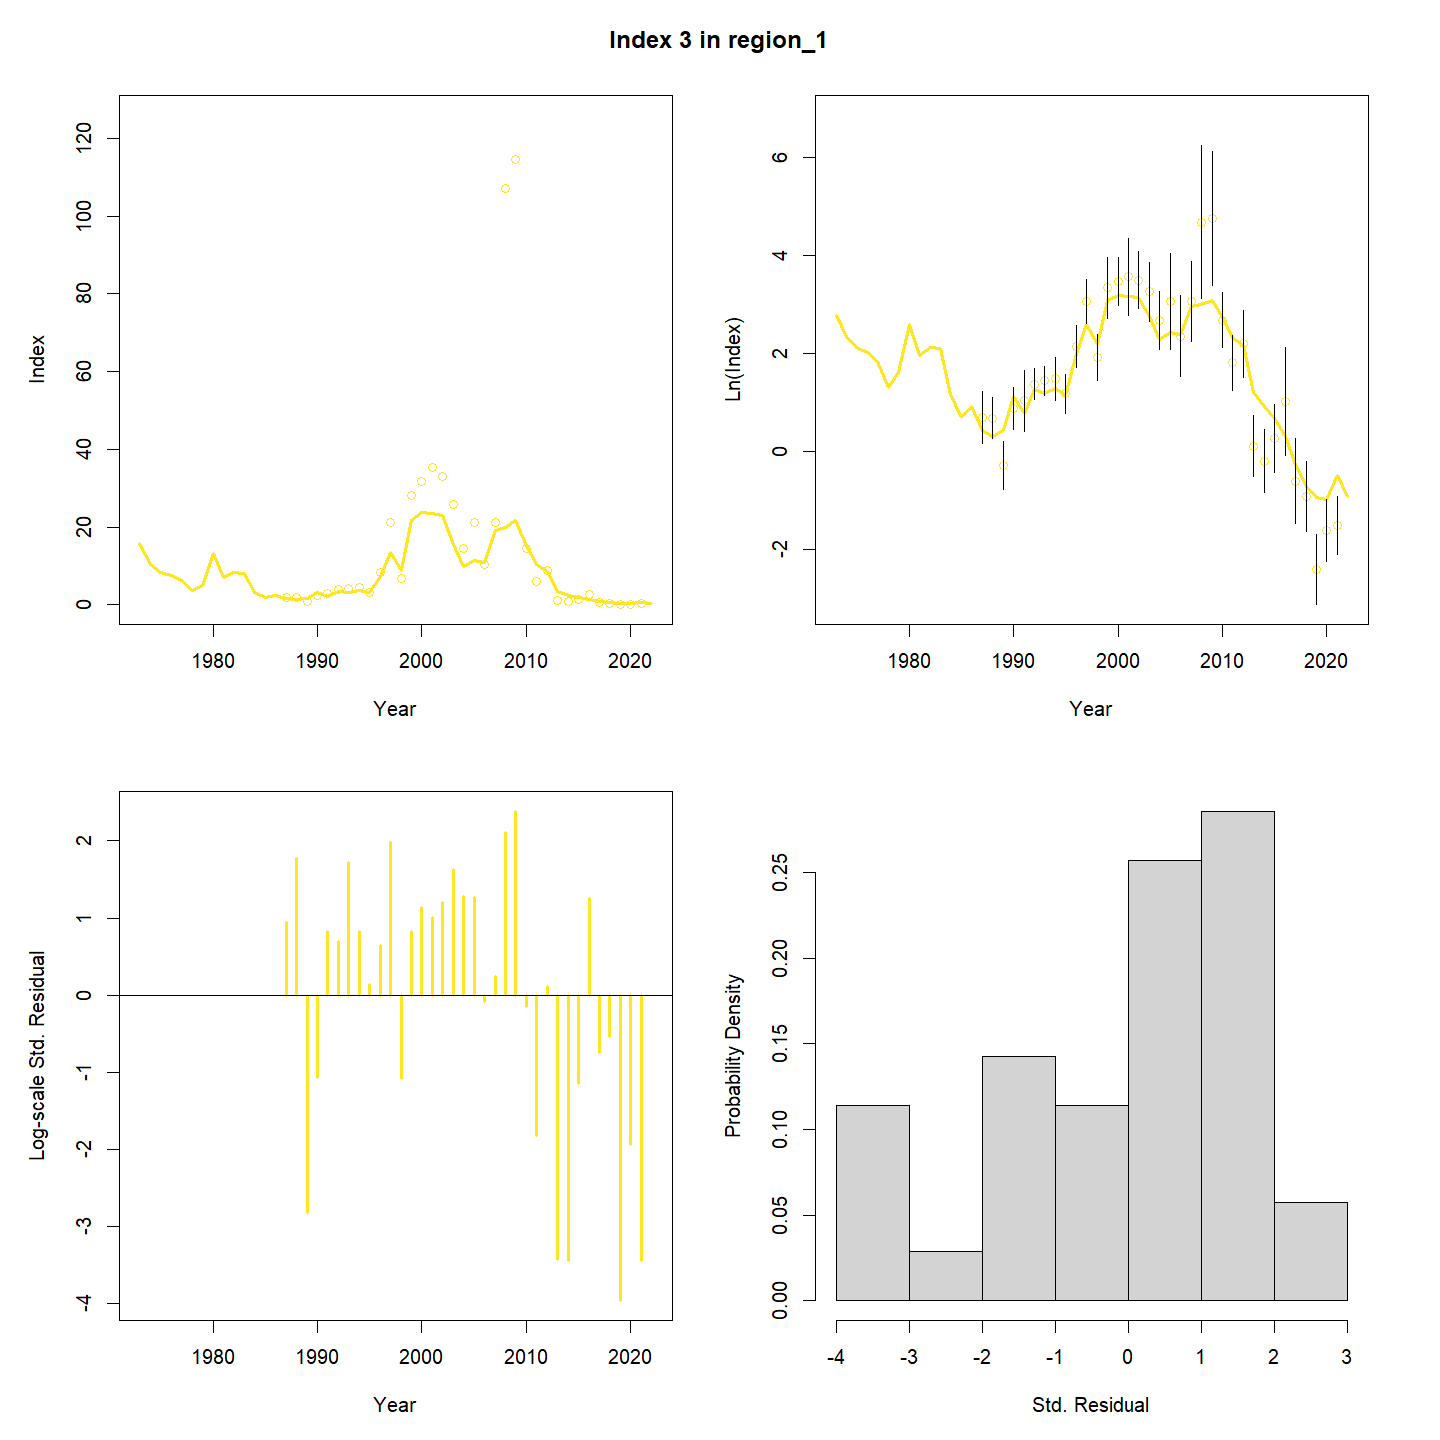 Index 3 in region_1
Index
0 20 40 60 80 100 120
1980 1990 2000 2010 2020
Year
Ln(Index)
-2 0 2 4 6
1980 1990 2000 2010 2020
Year
Log-scale Std. Residual
-4 -3 -2 -1 0 1 2
1980 1990 2000 2010 2020
Year
Probability Density
0.00 0.05 0.10 0.15 0.20 0.25
-4 -3 -2 -1 0 1 2 3
Std. Residual